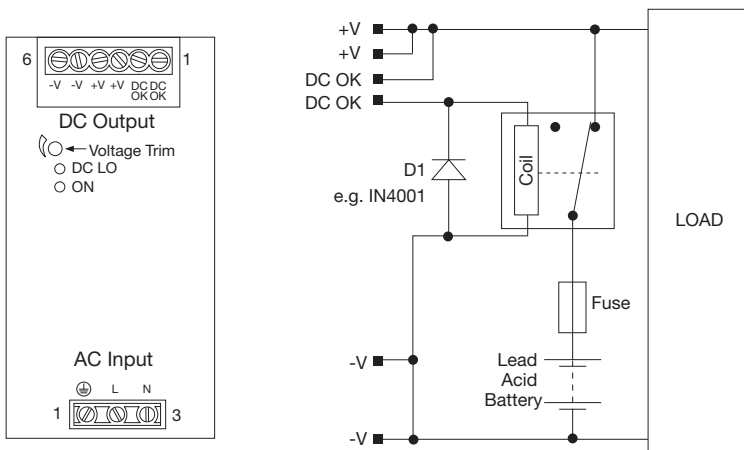 6
1
-V -V +V +V DC OK DC OK
DC Output
Voltage Trim
DC LO
ON
AC Input
L N
1
3
+V
+V
DC OK
DC OK
D1
e.g. IN4001
Coil
LOAD
Fuse
-V
Lead
Acid
Battery
-V